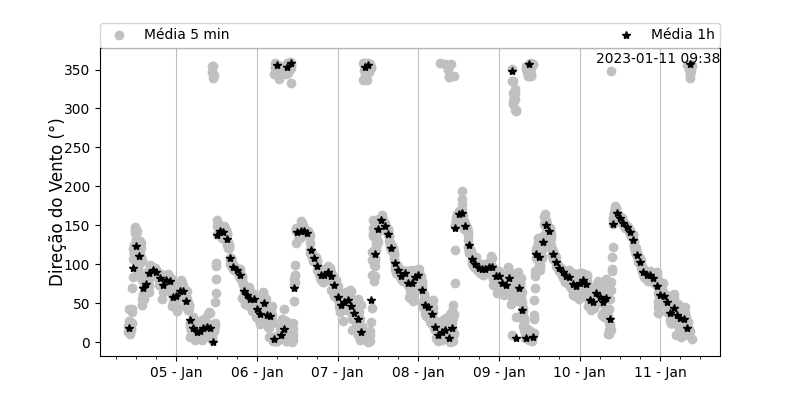 Média 5 min
Média 1h
2023-01-11 09:38
Direção do Vento (°)
350
300
250
200
150
100
50
0
05 - Jan
06 - Jan
07 - Jan
08 - Jan
09 - Jan
10 - Jan
11 - Jan